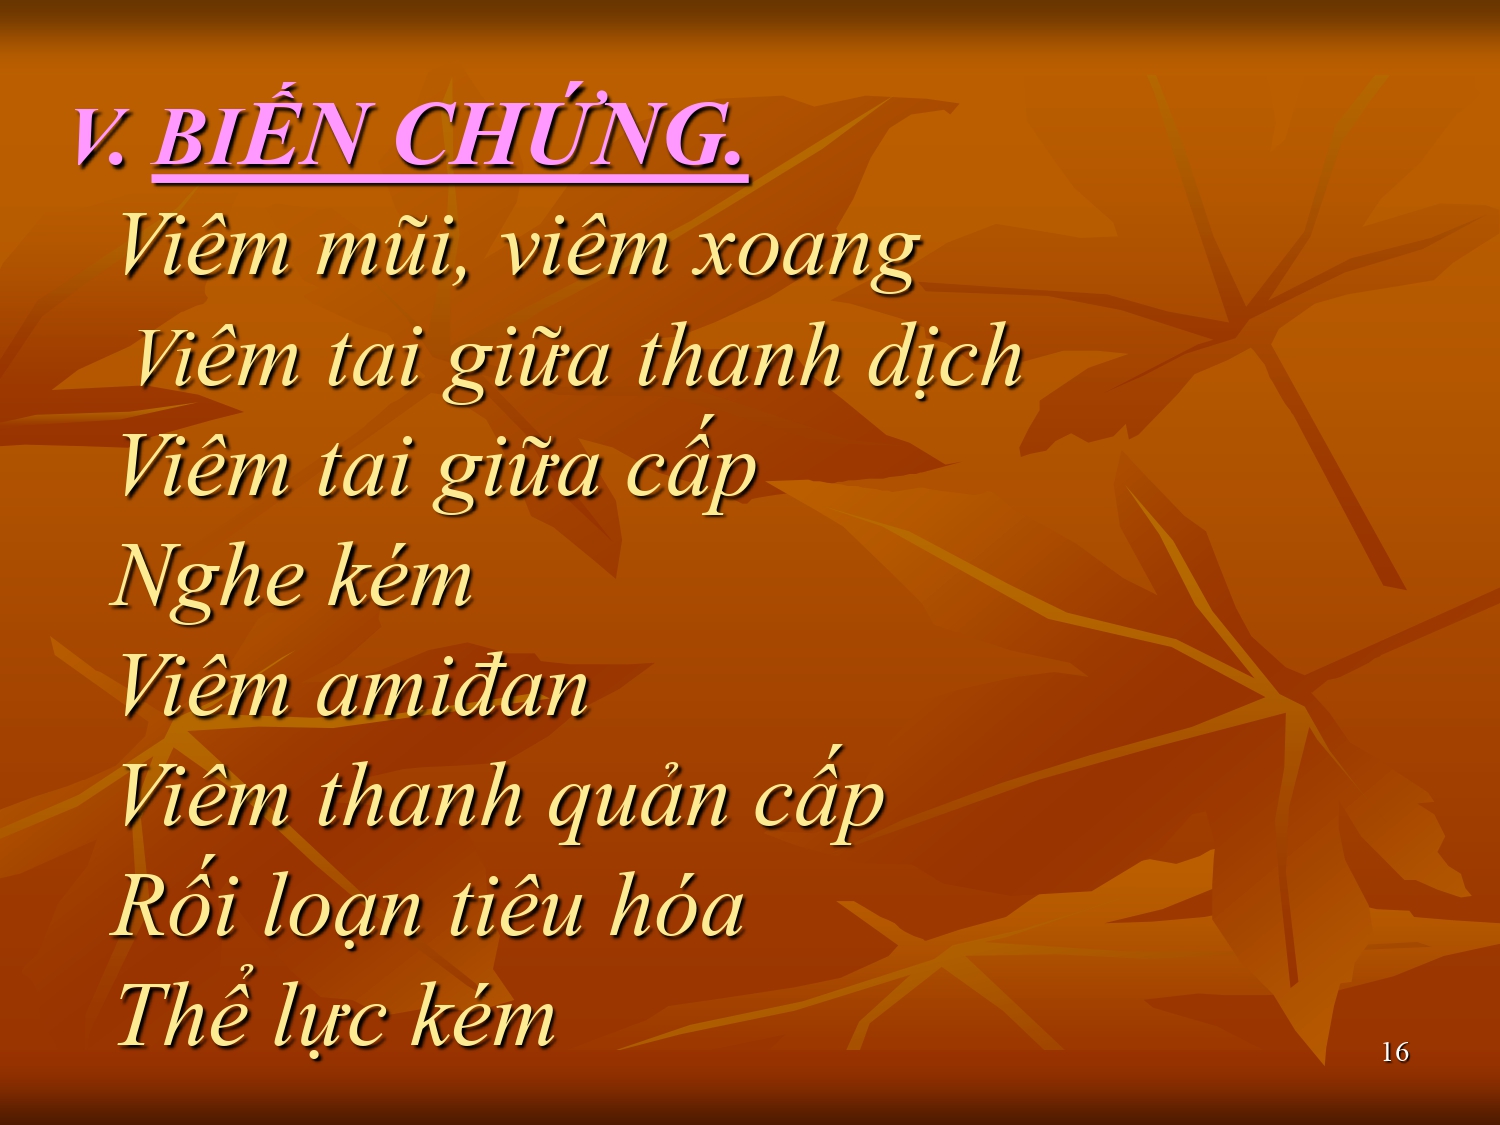 V. BIẾN CHỨNG.
Viêm mũi, viêm xoang
Viêm tai giữa thanh dịch
Viêm tai giữa cấp
Nghe kém
Viêm amiđan
Viêm thanh quản cấp
Rối loạn tiêu hóa
Thể lực kém
16